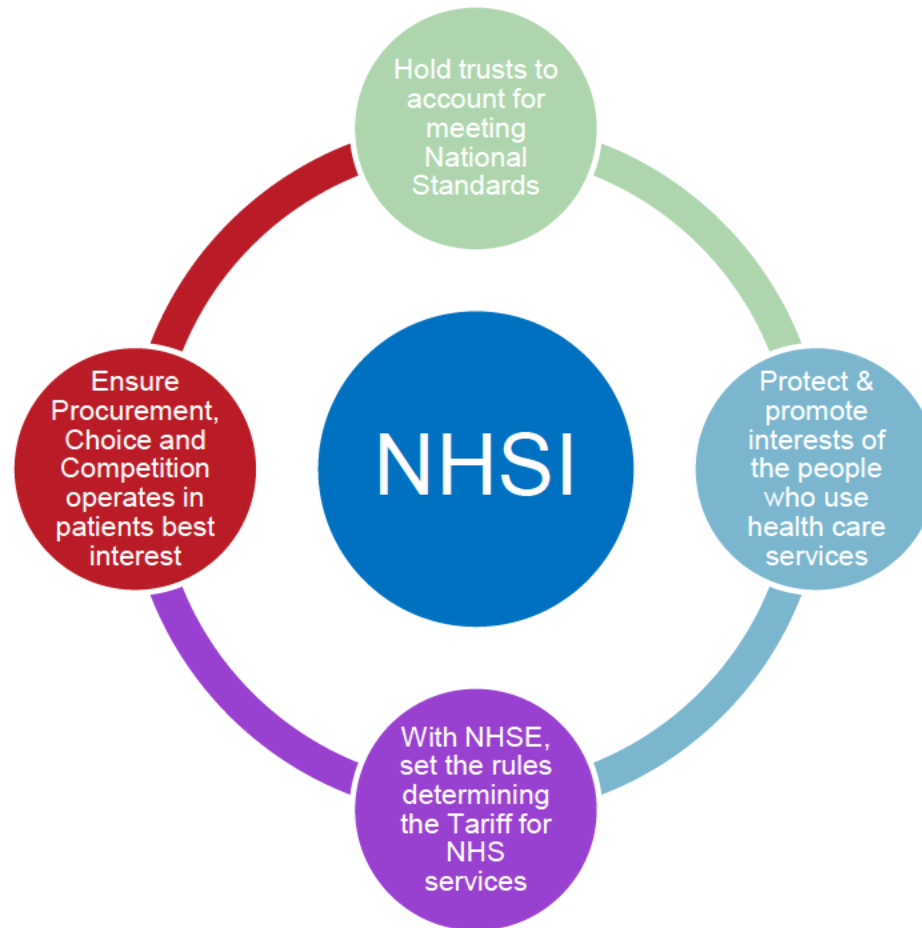 Hold trusts to
account for
meeting
National
Standards
Ensure
Procurement,
Choice and
Competition
operates in
patients best
interest
NHSI
Protect &
promote
interests of
the people
who use
health care
services
With NHSE,
set the rules
determining
the Tariff for
NHS
services